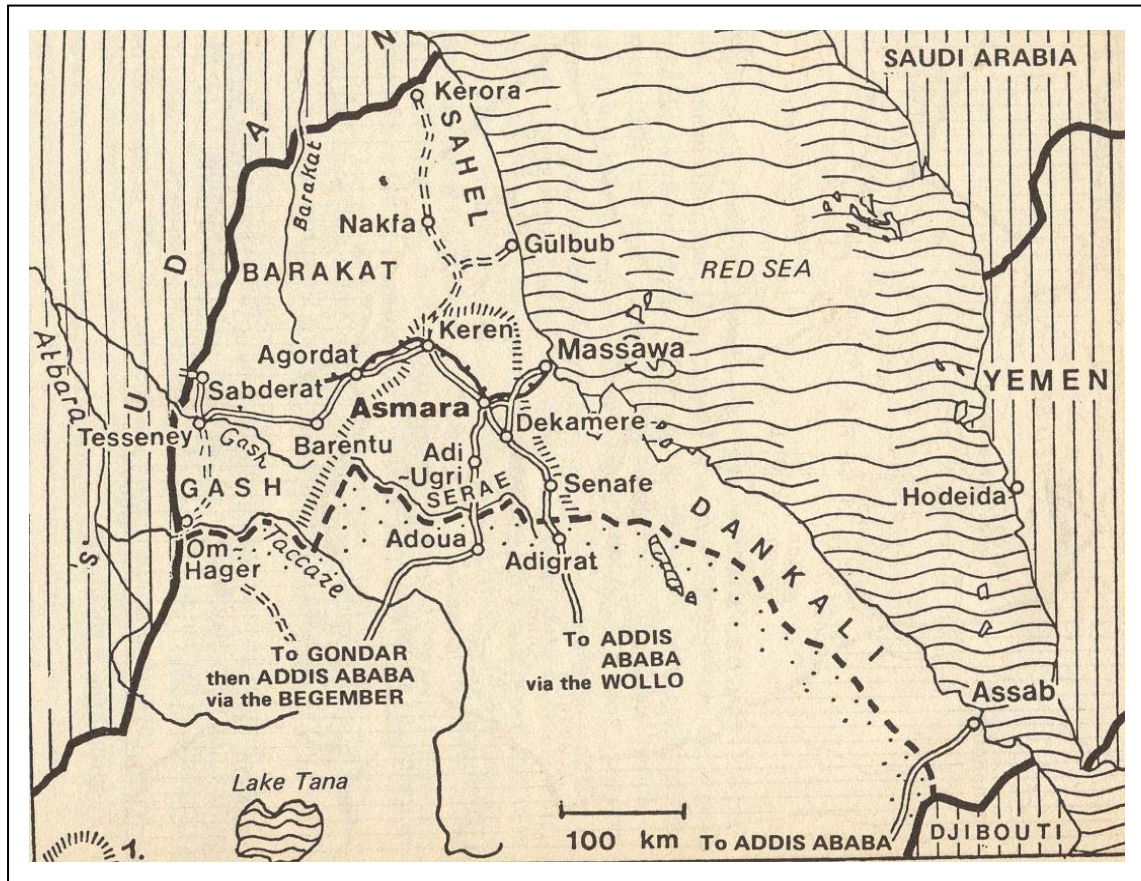 SAUDI ARABIA
SUDAN
Kerora
SAHEL
Barakat
Nakfa
Gūlbub
BARAKAT
RED SEA
Atbara
Keren
Agordat
Massawa
Sabderat
YEMEN
Asmara
Tesseney
Gash
Barentu
Dekamere
Adi
-Ugri
SERAE
Senafe
GASH
Hodeida
Om-
Hager
Taccaze
Adoua
Adigrat
DANKALI
To GONDAR
then ADDIS ABABA
via the BEGEMBER
To ADDIS
ABABA
via the WOLLO
Assab
Lake Tana
100 km
To ADDIS ABABA
DJIBOUTI
1.